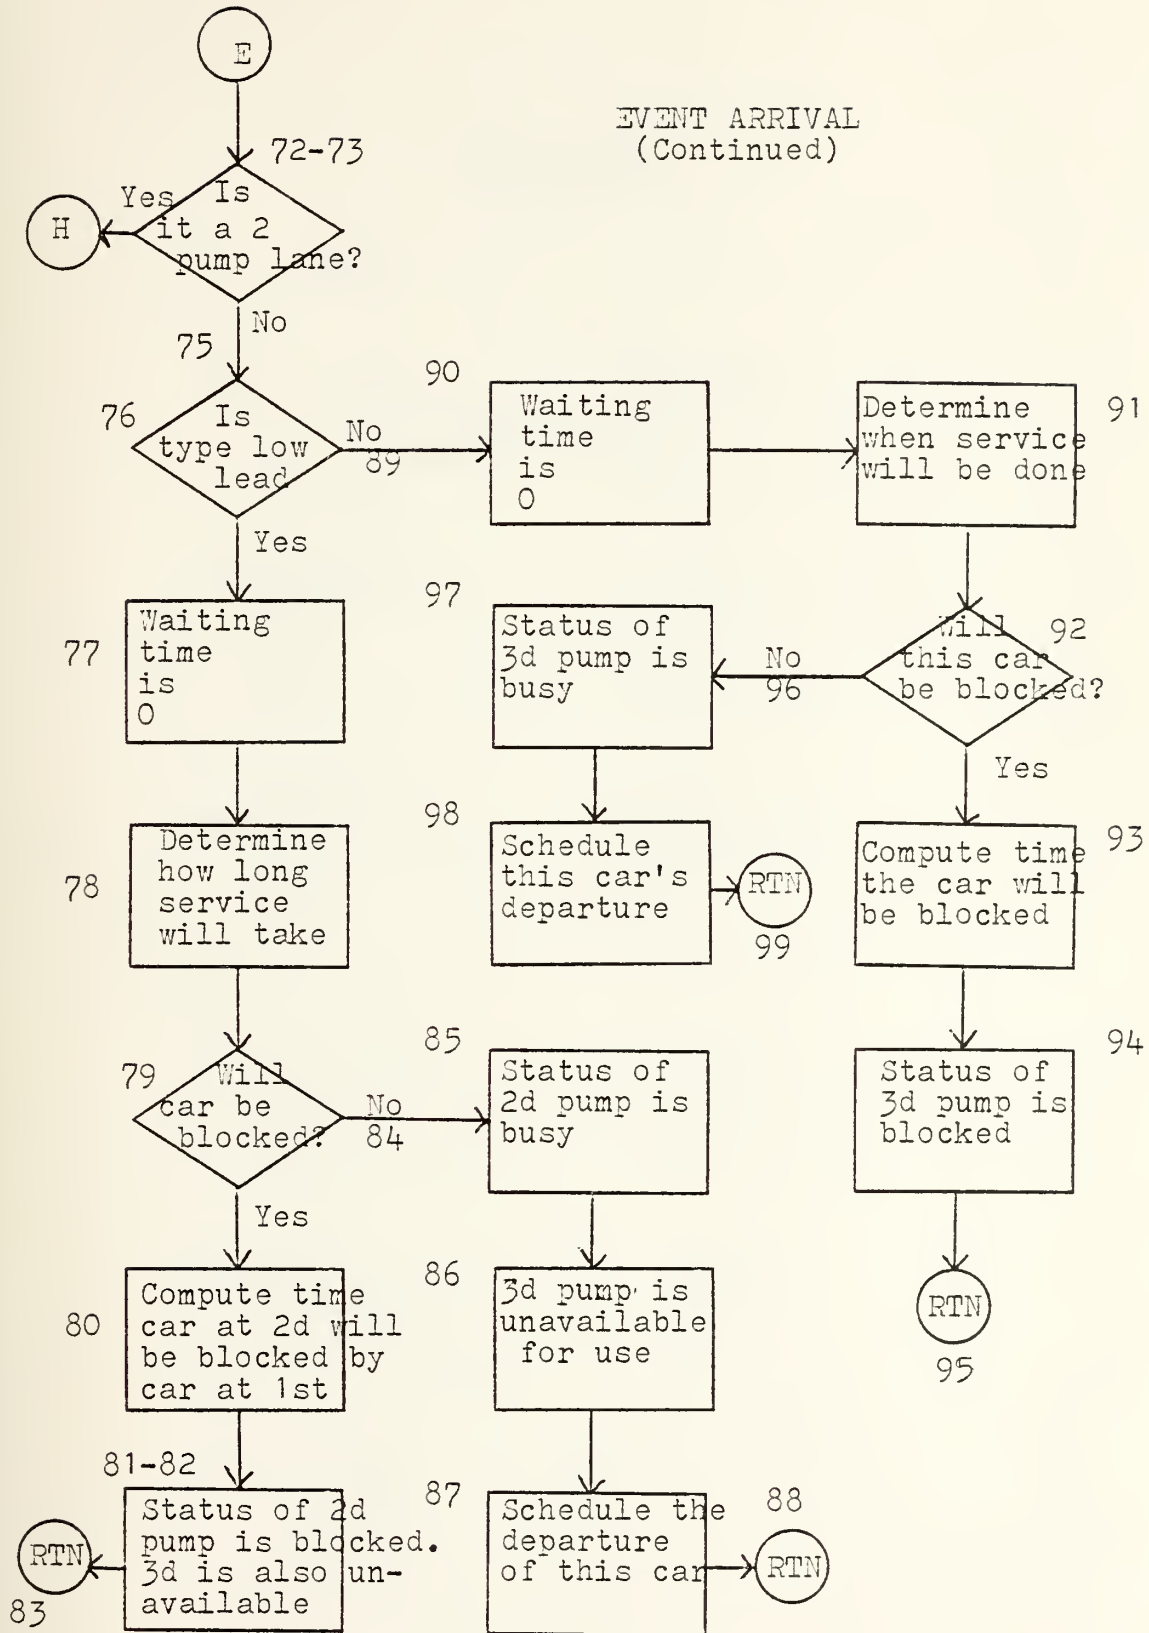 E
EVENT ARRIVAL
(Continued)
72-73
Yes
H
Is
it a 2
pump lane?
No
75
76
Is
type low
lead
No
89
90
Waiting
time
is
0
Determine
when service
will be done
91
Yes
77
Waiting
time
is
0
97
Status of
3d pump is
busy
No
96
Will
this car
be blocked?
92
Yes
78
Determine
how long
service
will take
98
Schedule
this car's
departure
RTN
99
Compute time
the car will
be blocked
93
79
Will
car be
blocked?
No
84
85
Status of
2d pump is
busy
94
Status of
3d pump is
blocked
Yes
80
Compute time
car at 2d will
be blocked by
car at 1st
86
3d pump is
unavailable
for use
RTN
95
81-82
Status of 2d
pump is blocked.
3d is also un-
available
RTN
83
87
Schedule the
departure
of this car
88
RTN